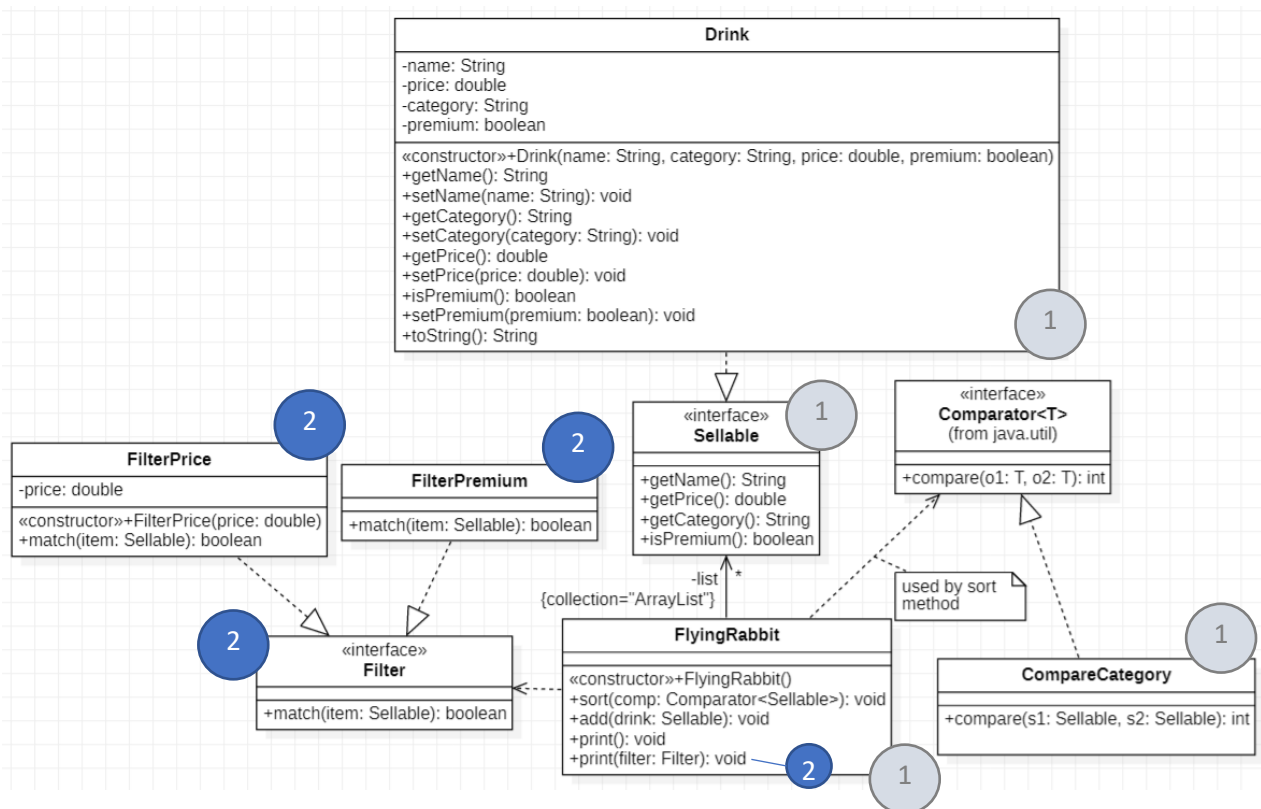 Drink
-name: String
-price: double
-category: String
-premium: boolean
«constructor»+Drink(name: String, category: String, price: double, premium: boolean)
+getName(): String
+setName(name: String): void
+getCategory(): String
+setCategory(category: String): void
+getPrice(): double
+setPrice(price: double): void
+isPremium(): boolean
+setPremium(premium: boolean): void
+toString(): String
1
2
FilterPrice
-price: double
«constructor»+FilterPrice(price: double)
+match(item: Sellable): boolean
2
FilterPremium
+match(item: Sellable): boolean
1
«interface»
Sellable
+getName(): String
+getPrice(): double
+getCategory(): String
+isPremium(): boolean
«interface»
Comparator<T>
(from java.util)
+compare(o1: T, o2: T): int
-list
*
{collection="ArrayList"}
used by sort
method
2
«interface»
Filter
+match(item: Sellable): boolean
FlyingRabbit
«constructor»+FlyingRabbit()
+sort(comp: Comparator<Sellable>): void
+add(drink: Sellable): void
+print(): void
+print(filter: Filter): void
2
1
1
CompareCategory
+compare(s1: Sellable, s2: Sellable): int